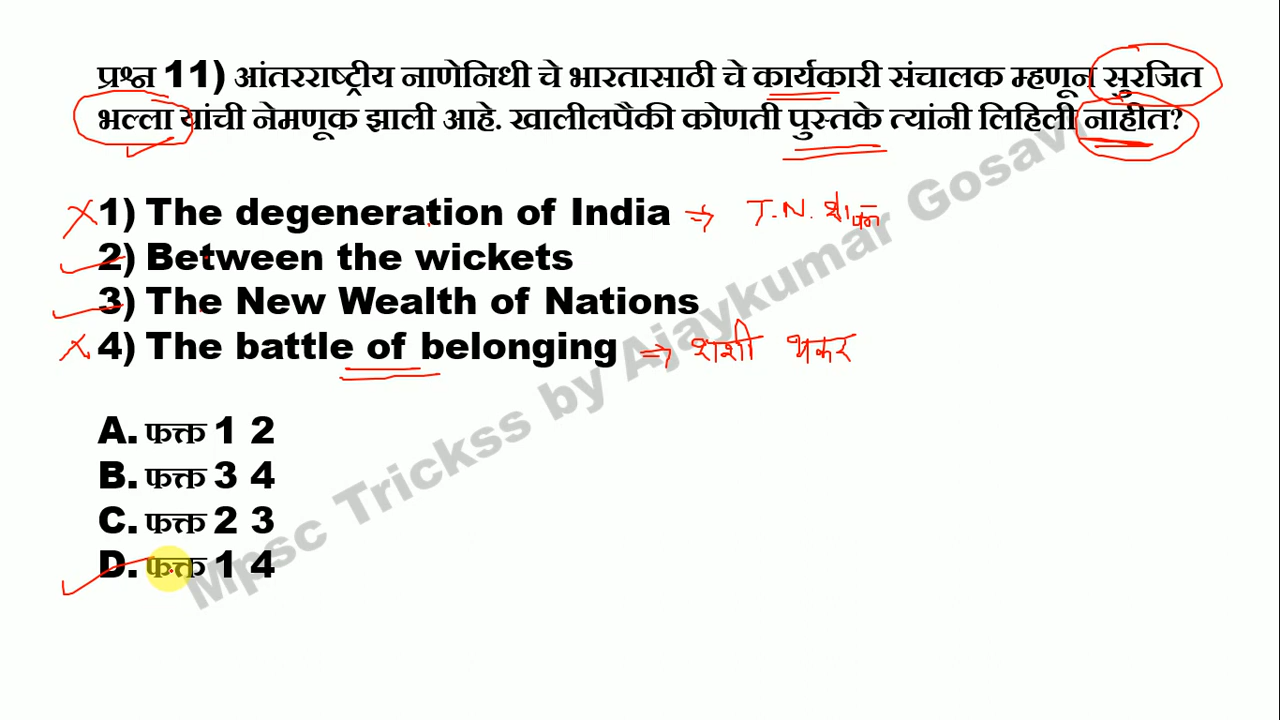 प्रश्न 11) आंतरराष्ट्रीय नाणेनिधी चे भारतासाठी चे कार्यकारी संचालक म्हणून सुरजित
भल्ला यांची नेमणूक झाली आहे. खालीलपैकी कोणती पुस्तके त्यांनी लिहिली नाहीत?
1) The degeneration of India ⇒ T.N.
2) Between the wickets
3) The New Wealth of Nations
4) The battle of belonging ⇒ शशी थरूर
A. फक्त 1 2
B. फक्त 3 4
C. फक्त 2 3
D. फक्त 1 4
Mpsc Trickss by Ajaykumar Gosavi